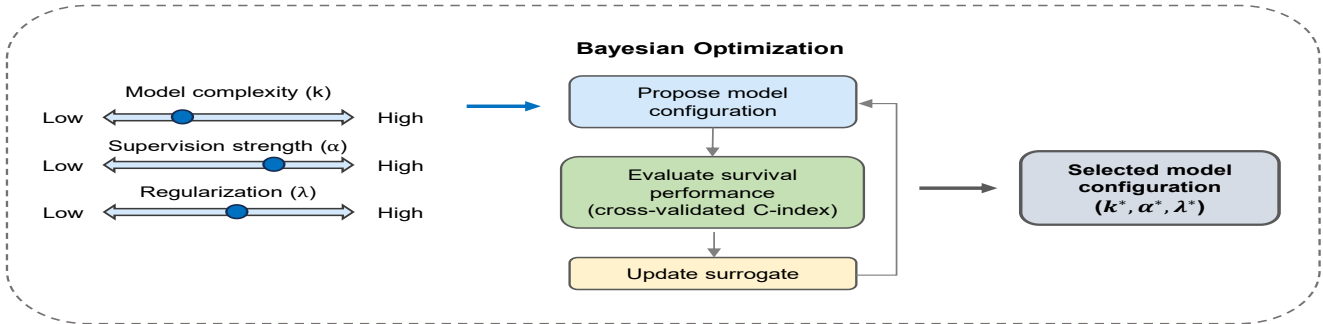 Bayesian Optimization
Model complexity (k)
Low
High
Supervision strength (α)
Low
High
Regularization (λ)
Low
High
Propose model
configuration
Evaluate survival
performance
(cross-validated C-index)
Update surrogate
Selected model
configuration
(k*, α*, λ*)